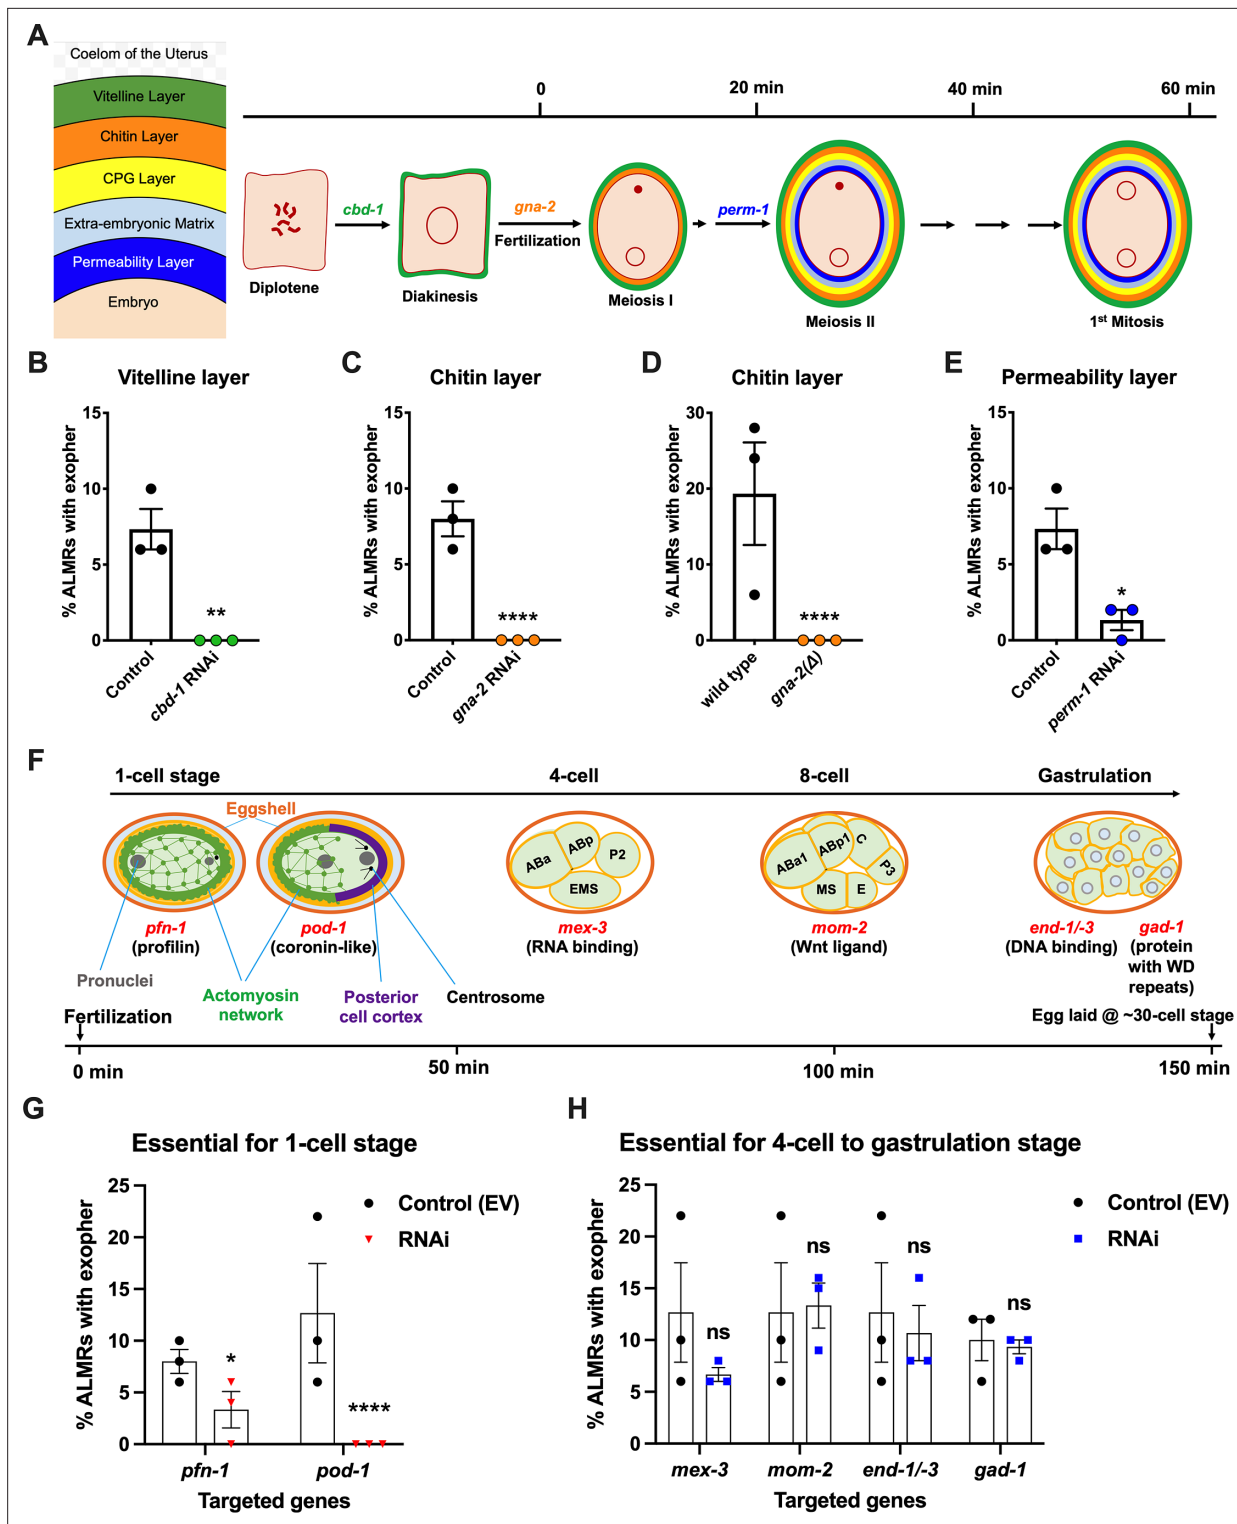 A
Coelom of the Uterus
Vitelline Layer
Chitin Layer
CPG Layer
Extra-embryonic Matrix
Permeability Layer
Embryo
0
20 min
40 min
60 min
cbd-1
gna-2
Fertilization
perm-1
Diplotene
Diakinesis
Meiosis I
Meiosis II
1st Mitosis
B
Vitelline layer
% ALMRs with exopher
15
10
5
0
**
Control
cbd-1 RNAi
C
Chitin layer
% ALMRs with exopher
15
10
5
0
****
Control
gna-2 RNAi
D
Chitin layer
% ALMRs with exopher
30
20
10
0
****
wild type
gna-2(Δ)
E
Permeability layer
% ALMRs with exopher
15
10
5
0
*
Control
perm-1 RNAi
F
1-cell stage
4-cell
8-cell
Gastrulation
Eggshell
ABa
ABp
P2
EMS
ABa1
ABp1
C
P3
MS
E
pfn-1
(profilin)
pod-1
(coronin-like)
mex-3
(RNA binding)
mom-2
(Wnt ligand)
end-1/-3
(DNA binding)
gad-1
(protein
with WD
repeats)
Pronuclei
Actomyosin
network
Posterior
cell cortex
Centrosome
Fertilization
Egg laid @ ~30-cell stage
0 min
50 min
100 min
150 min
G
Essential for 1-cell stage
% ALMRs with exopher
25
20
15
10
5
0
Control (EV)
RNAi
*
****
pfn-1
pod-1
Targeted genes
H
Essential for 4-cell to gastrulation stage
% ALMRs with exopher
25
20
15
10
5
0
Control (EV)
RNAi
ns
ns
ns
ns
mex-3
mom-2
end-1/-3
gad-1
Targeted genes